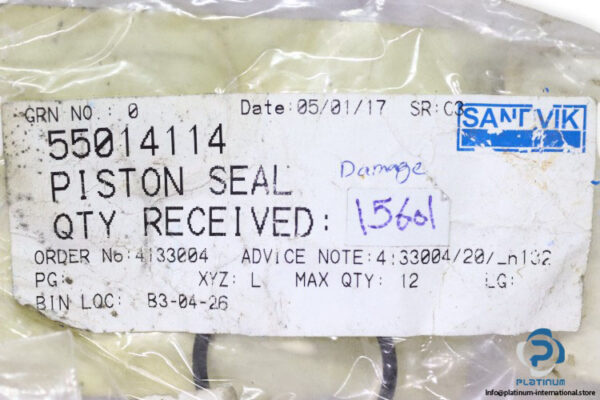 GRN NO.: 0 Date:05/01/17 SR:C3
SANDVIK
55014114
Damage
PISTON SEAL
15601
QTY RECEIVED:
ORDER No:4133004 ADVICE NOTE:4133004/20/
PG: XYZ: L MAX QTY: 12 LG:
BIN LOC: B3-04-26
PLATINUM
info@platinum-international.store